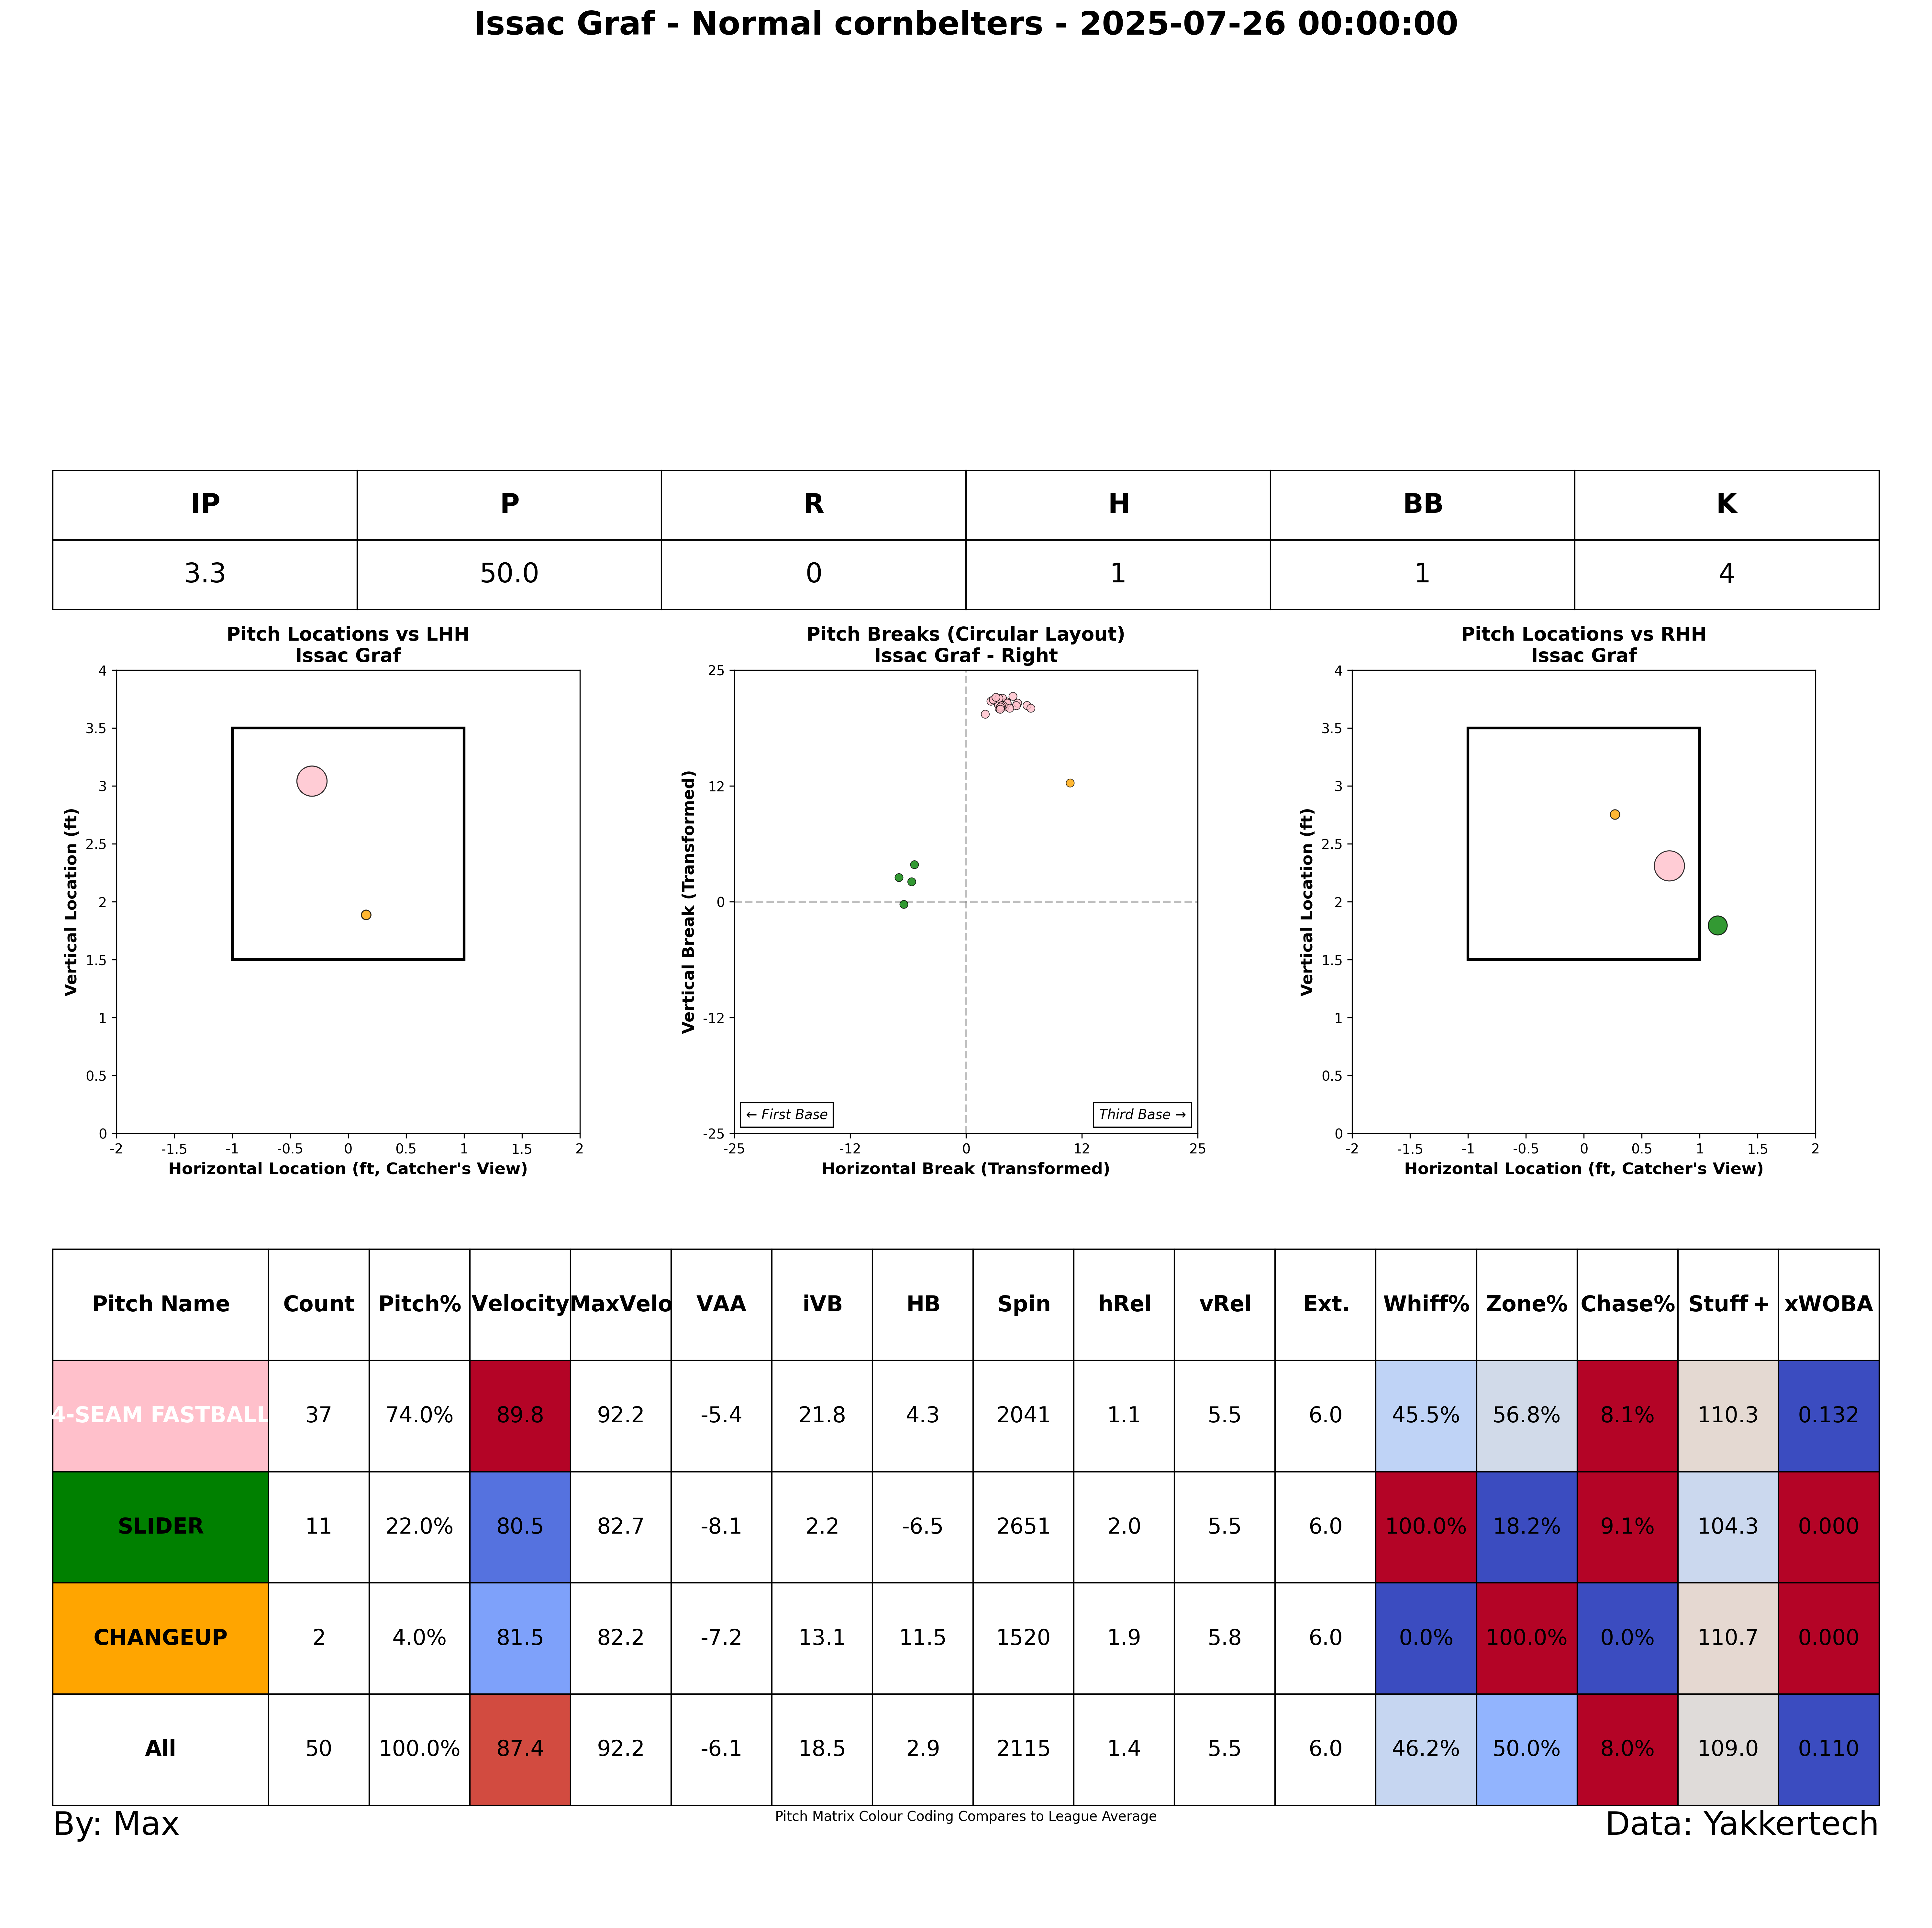 Issac Graf - Normal cornbelters - 2025-07-26 00:00:00
IP P R H BB K
3.3 50.0 0 1 1 4
Pitch Locations vs LHH
Issac Graf
4
3.5
3
2.5
2
1.5
1
0.5
0
Vertical Location (ft)
-2 -1.5 -1 -0.5 0 0.5 1 1.5 2
Horizontal Location (ft, Catcher's View)
Pitch Breaks (Circular Layout)
Issac Graf - Right
25
12
0
-12
-25
Vertical Break (Transformed)
← First Base
Third Base →
-25 -12 0 12 25
Horizontal Break (Transformed)
Pitch Locations vs RHH
Issac Graf
4
3.5
3
2.5
2
1.5
1
0.5
0
Vertical Location (ft)
-2 -1.5 -1 -0.5 0 0.5 1 1.5 2
Horizontal Location (ft, Catcher's View)
Pitch Name Count Pitch% Velocity MaxVelo VAA iVB HB Spin hRel vRel Ext. Whiff% Zone% Chase% Stuff+ xWOBA
4-SEAM FASTBALL 37 74.0% 89.8 92.2 -5.4 21.8 4.3 2041 1.1 5.5 6.0 45.5% 56.8% 8.1% 110.3 0.132
SLIDER 11 22.0% 80.5 82.7 -8.1 2.2 -6.5 2651 2.0 5.5 6.0 100.0% 18.2% 9.1% 104.3 0.000
CHANGEUP 2 4.0% 81.5 82.2 -7.2 13.1 11.5 1520 1.9 5.8 6.0 0.0% 100.0% 0.0% 110.7 0.000
All 50 100.0% 87.4 92.2 -6.1 18.5 2.9 2115 1.4 5.5 6.0 46.2% 50.0% 8.0% 109.0 0.110
By: Max
Pitch Matrix Colour Coding Compares to League Average
Data: Yakkertech